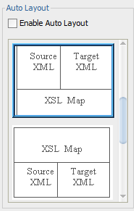 Auto Layout
Enable Auto Layout
Source Target
XML XML
XSL Map
XSL Map
Source Target
XML XML